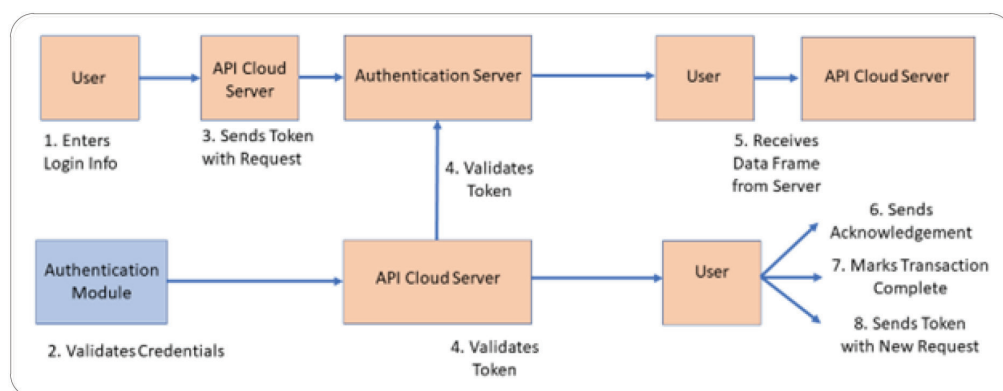 User
API Cloud
Server
Authentication Server
User
API Cloud Server
1. Enters
Login Info
3. Sends Token
with Request
4. Validates
Token
5. Receives
Data Frame
from Server
Authentication
Module
API Cloud Server
User
6. Sends
Acknowledgement
7. Marks Transaction
Complete
8. Sends Token
with New Request
2. Validates Credentials
4. Validates
Token